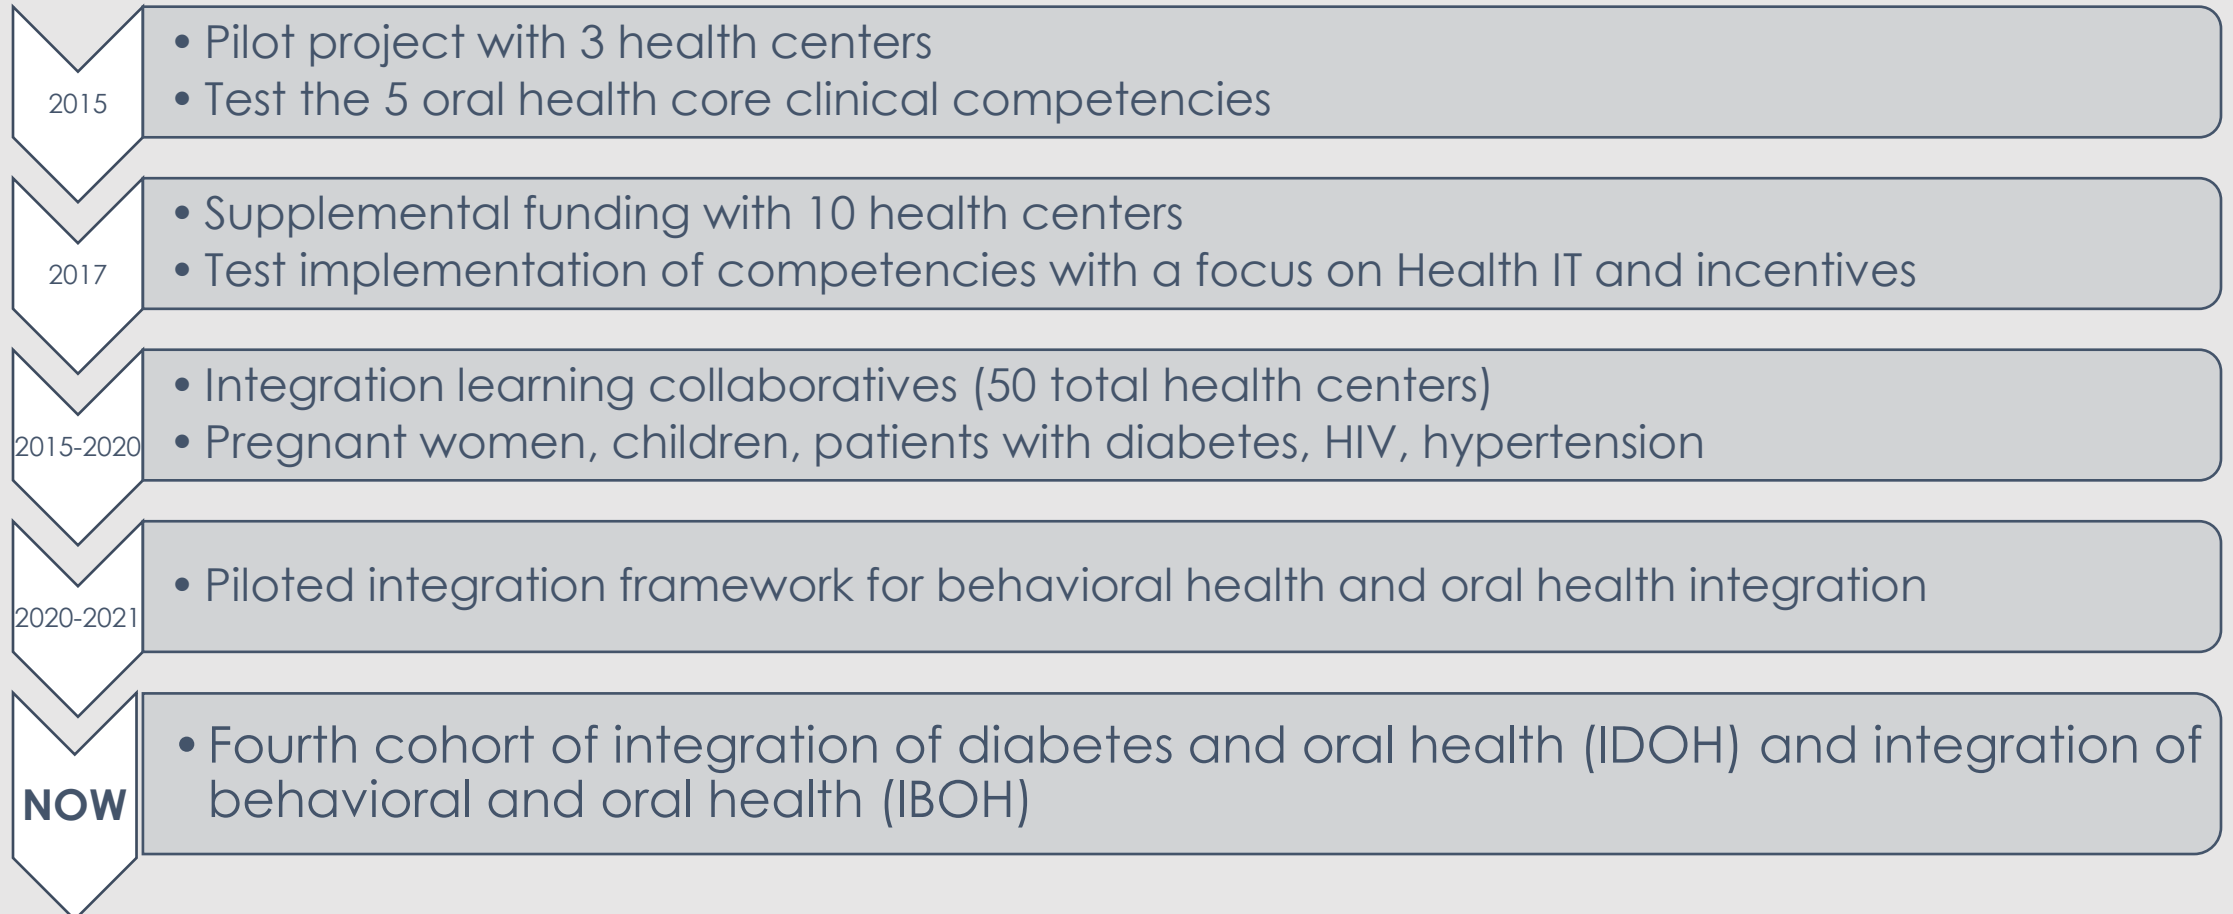 2015
• Pilot project with 3 health centers
• Test the 5 oral health core clinical competencies
2017
• Supplemental funding with 10 health centers
• Test implementation of competencies with a focus on Health IT and incentives
2015-2020
• Integration learning collaboratives (50 total health centers)
• Pregnant women, children, patients with diabetes, HIV, hypertension
2020-2021
• Piloted integration framework for behavioral health and oral health integration
NOW
• Fourth cohort of integration of diabetes and oral health (IDOH) and integration of
behavioral and oral health (IBOH)